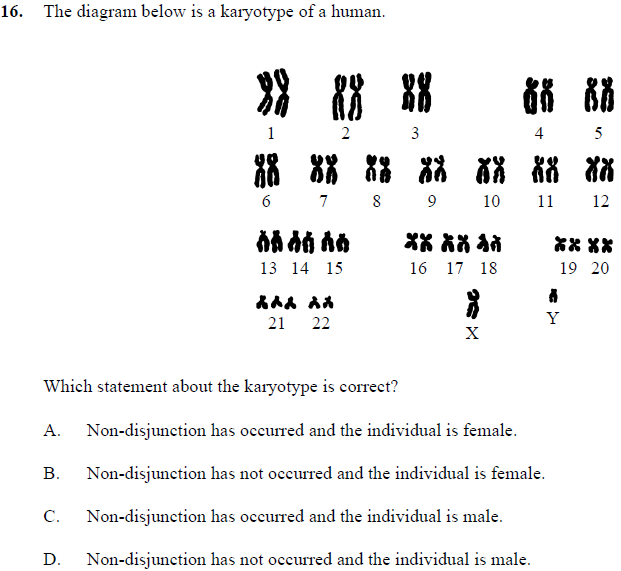 16. The diagram below is a karyotype of a human.
1 2 3 4 5
6 7 8 9 10 11 12
13 14 15 16 17 18 19 20
21 22 X Y
Which statement about the karyotype is correct?
A. Non-disjunction has occurred and the individual is female.
B. Non-disjunction has not occurred and the individual is female.
C. Non-disjunction has occurred and the individual is male.
D. Non-disjunction has not occurred and the individual is male.